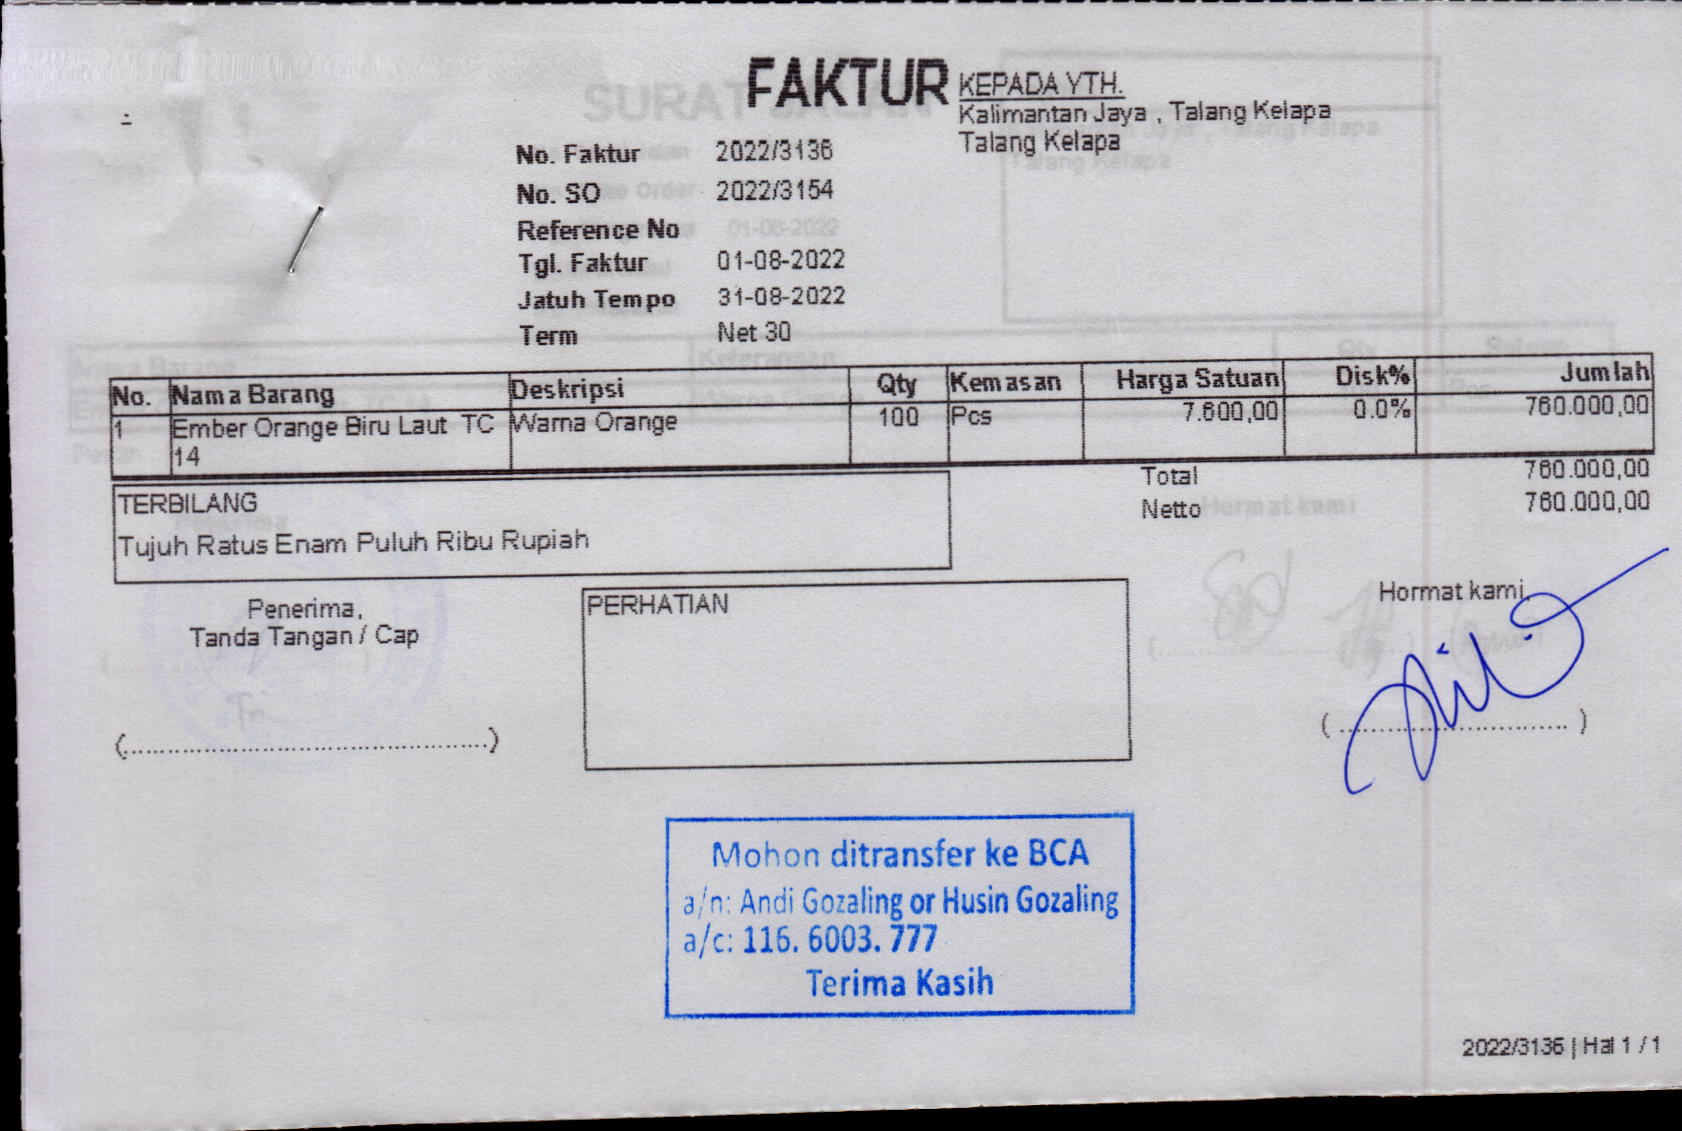 FAKTUR
KEPADA YTH.
Kalimantan Jaya , Talang Kelapa
Talang Kelapa
No. Faktur 2022/3136
No. SO 2022/3154
Reference No
Tgl. Faktur 01-08-2022
Jatuh Tempo 31-08-2022
Term Net 30
No. Nama Barang Deskripsi Qty Kemasan Harga Satuan Disk% Jumlah
1 Ember Orange Biru Laut TC Warna Orange 100 Pcs 7.600,00 0.0% 760.000,00
14
Total 760.000,00
Netto 760.000,00
TERBILANG
Tujuh Ratus Enam Puluh Ribu Rupiah
Penerima,
Tanda Tangan / Cap
(..............................................)
PERHATIAN
Hormat kami,
(..............................)
Mohon ditransfer ke BCA
a/n: Andi Gozaling or Husin Gozaling
a/c: 116. 6003. 777
Terima Kasih
2022/3136 | Hal 1 / 1